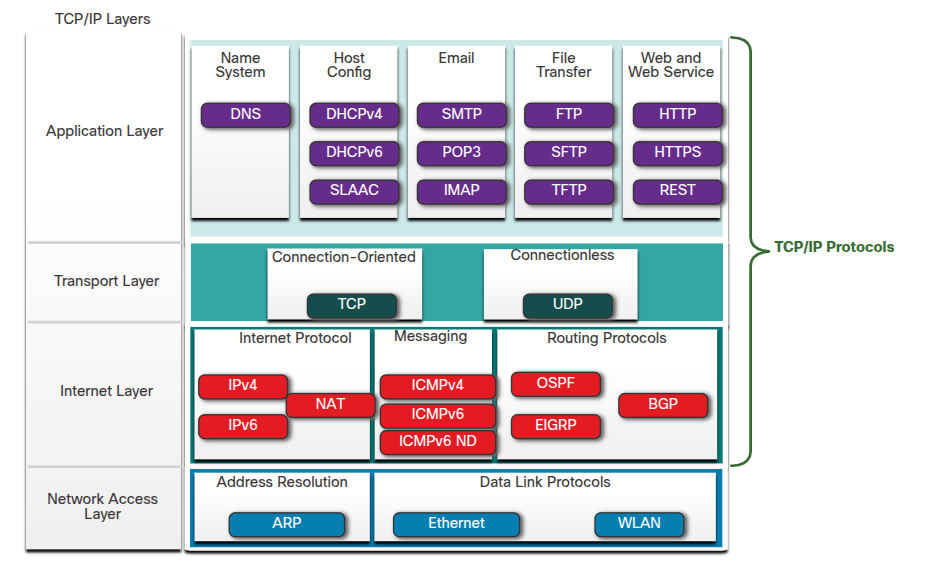 TCP/IP Layers
Application Layer
Name
System
DNS
Host
Config
DHCPv4
DHCPv6
SLAAC
Email
SMTP
POP3
IMAP
File
Transfer
FTP
SFTP
TFTP
Web and
Web Service
HTTP
HTTPS
REST
TCP/IP Protocols
Transport Layer
Connection-Oriented
TCP
Connectionless
UDP
Internet Layer
Internet Protocol
IPv4
IPv6
NAT
Messaging
ICMPv4
ICMPv6
ICMPv6 ND
Routing Protocols
OSPF
EIGRP
BGP
Network Access
Layer
Address Resolution
ARP
Data Link Protocols
Ethernet
WLAN